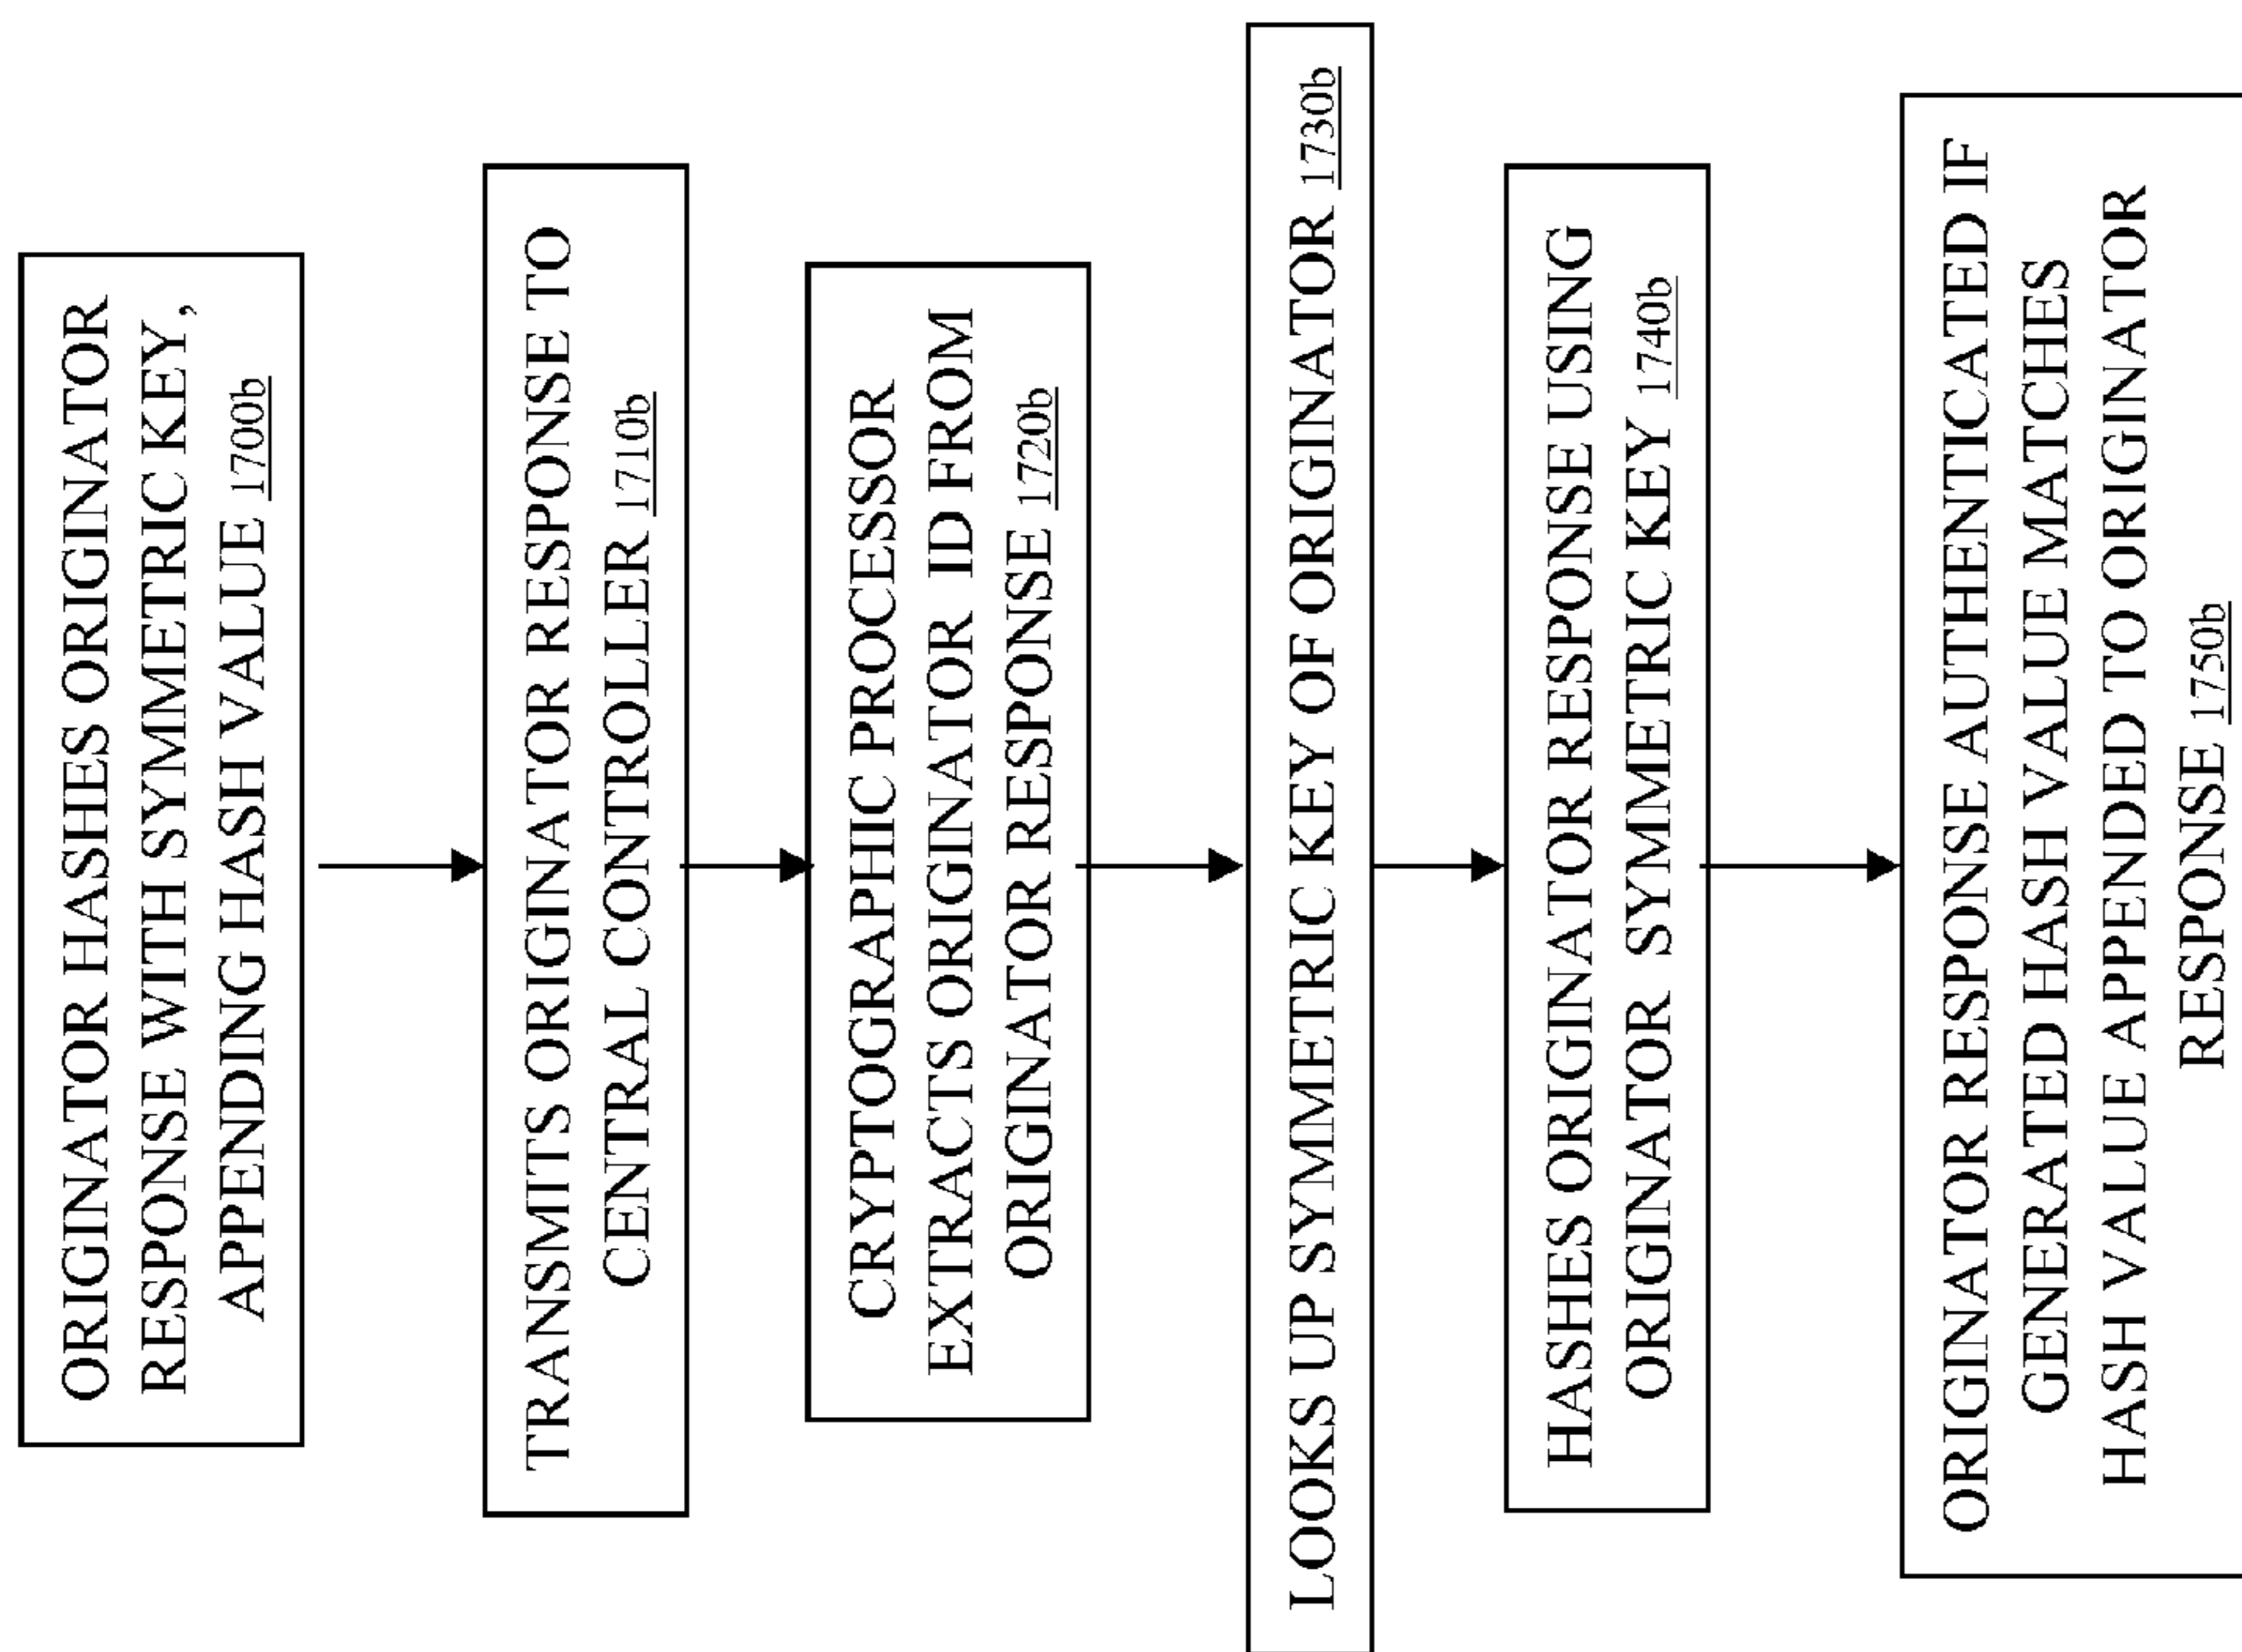 ORIGINATOR HASHES ORIGINATOR
RESPONSE WITH SYMMETRIC KEY,
APPENDING HASH VALUE 1700b
TRANSMITS ORIGINATOR RESPONSE TO
CENTRAL CONTROLLER 1710b
CRYPTOGRAPHIC PROCESSOR
EXTRACTS ORIGINATOR ID FROM
ORIGINATOR RESPONSE 1720b
LOOKS UP SYMMETRIC KEY OF ORIGINATOR 1730b
HASHES ORIGINATOR RESPONSE USING
ORIGINATOR SYMMETRIC KEY 1740b
ORIGINATOR RESPONSE AUTHENTICATED IF
GENERATED HASH VALUE MATCHES
HASH VALUE APPENDED TO ORIGINATOR
RESPONSE 1750b